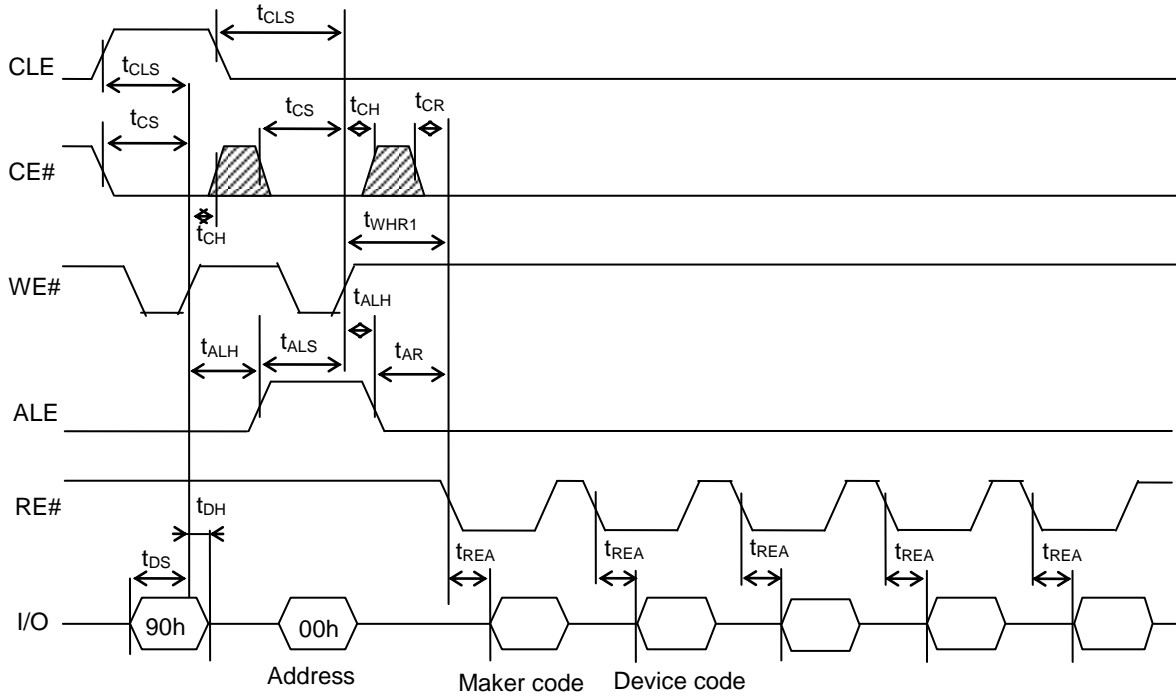 tCLS
CLE
tCLS
tCH
tCR
tCS
tCS
CE#
tCH
tWHR1
WE#
tALH
tALH
tALS
tAR
ALE
RE#
tDH
tDS
tREA
tREA
tREA
tREA
tREA
I/O
90h
00h
Address
Maker code
Device code